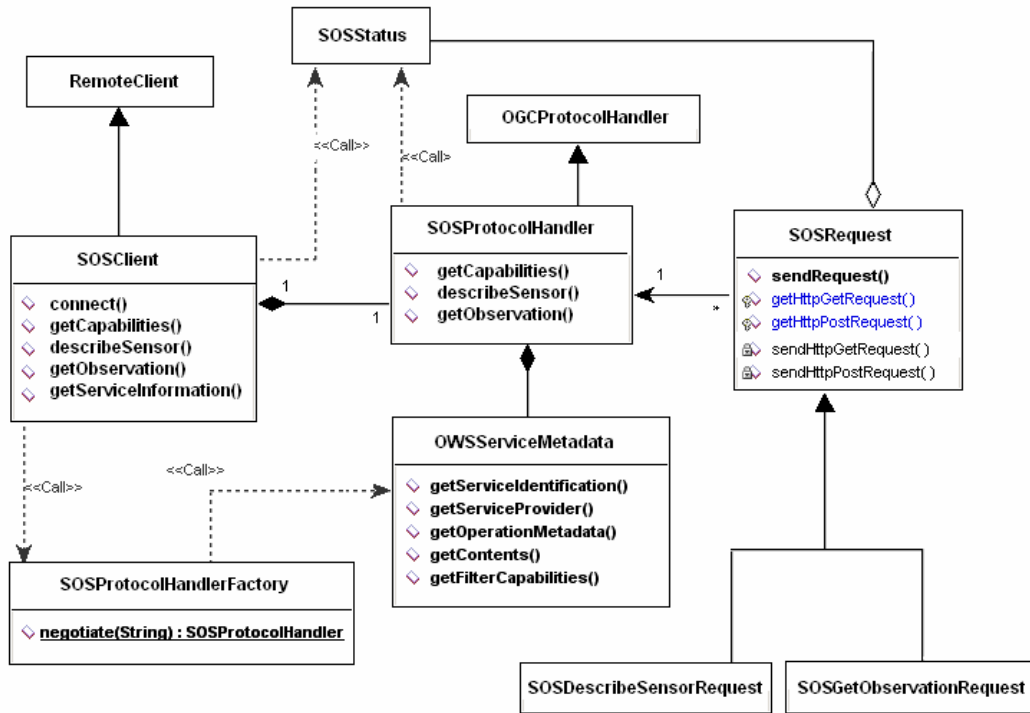 SOSStatus
RemoteClient
OGCProtocolHandler
<<Call>>
<<Call>
SOSProtocolHandler
getCapabilities()
describeSensor()
getObservation()
SOSRequest
sendRequest()
getHttpGetRequest( )
getHttpPostRequest( )
sendHttpGetRequest( )
sendHttpPostRequest( )
SOSClient
connect()
getCapabilities()
describeSensor()
getObservation()
getServiceInformation()
1
1
1
*
OWSServiceMetadata
getServiceIdentification()
getServiceProvider()
getOperationMetadata()
getContents()
getFilterCapabilities()
<<Call>>
<<Call>>
SOSProtocolHandlerFactory
negotiate(String) : SOSProtocolHandler
SOSDescribeSensorRequest
SOSGetObservationRequest